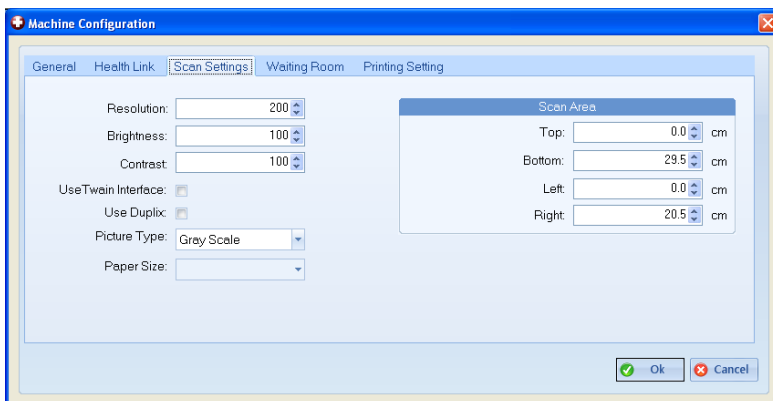 Machine Configuration
General Health Link Scan Settings Waiting Room Printing Setting
Resolution: 200
Brightness: 100
Contrast: 100
UseTwain Interface:
Use Duplix:
Picture Type: Gray Scale
Paper Size:
Scan Area
Top: 0.0 cm
Bottom: 29.5 cm
Left: 0.0 cm
Right: 20.5 cm
Ok Cancel